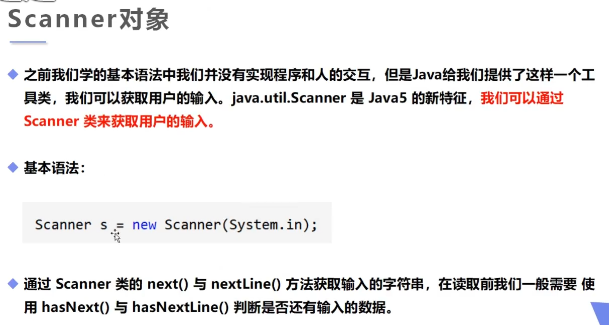 Scanner对象
之前我们学的基本语法中我们并没有实现程序和人的交互，但是Java给我们提供了这样一个工
具类，我们可以获取用户的输入。java.util.Scanner 是 Java5 的新特征，我们可以通过
Scanner 类来获取用户的输入。
基本语法：
Scanner s = new Scanner(System.in);
通过 Scanner 类的 next() 与 nextLine() 方法获取输入的字符串，在读取前我们一般需要 使
用 hasNext() 与 hasNextLine() 判断是否还有输入的数据。